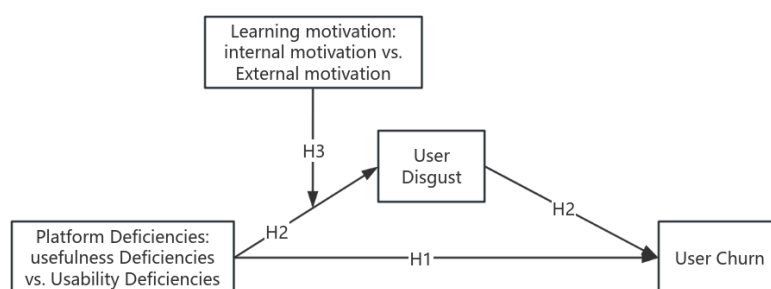 Learning motivation:
internal motivation vs.
External motivation
H3
User
Disgust
H2
H2
Platform Deficiencies:
usefulness Deficiencies
vs. Usability Deficiencies
H1
User Churn